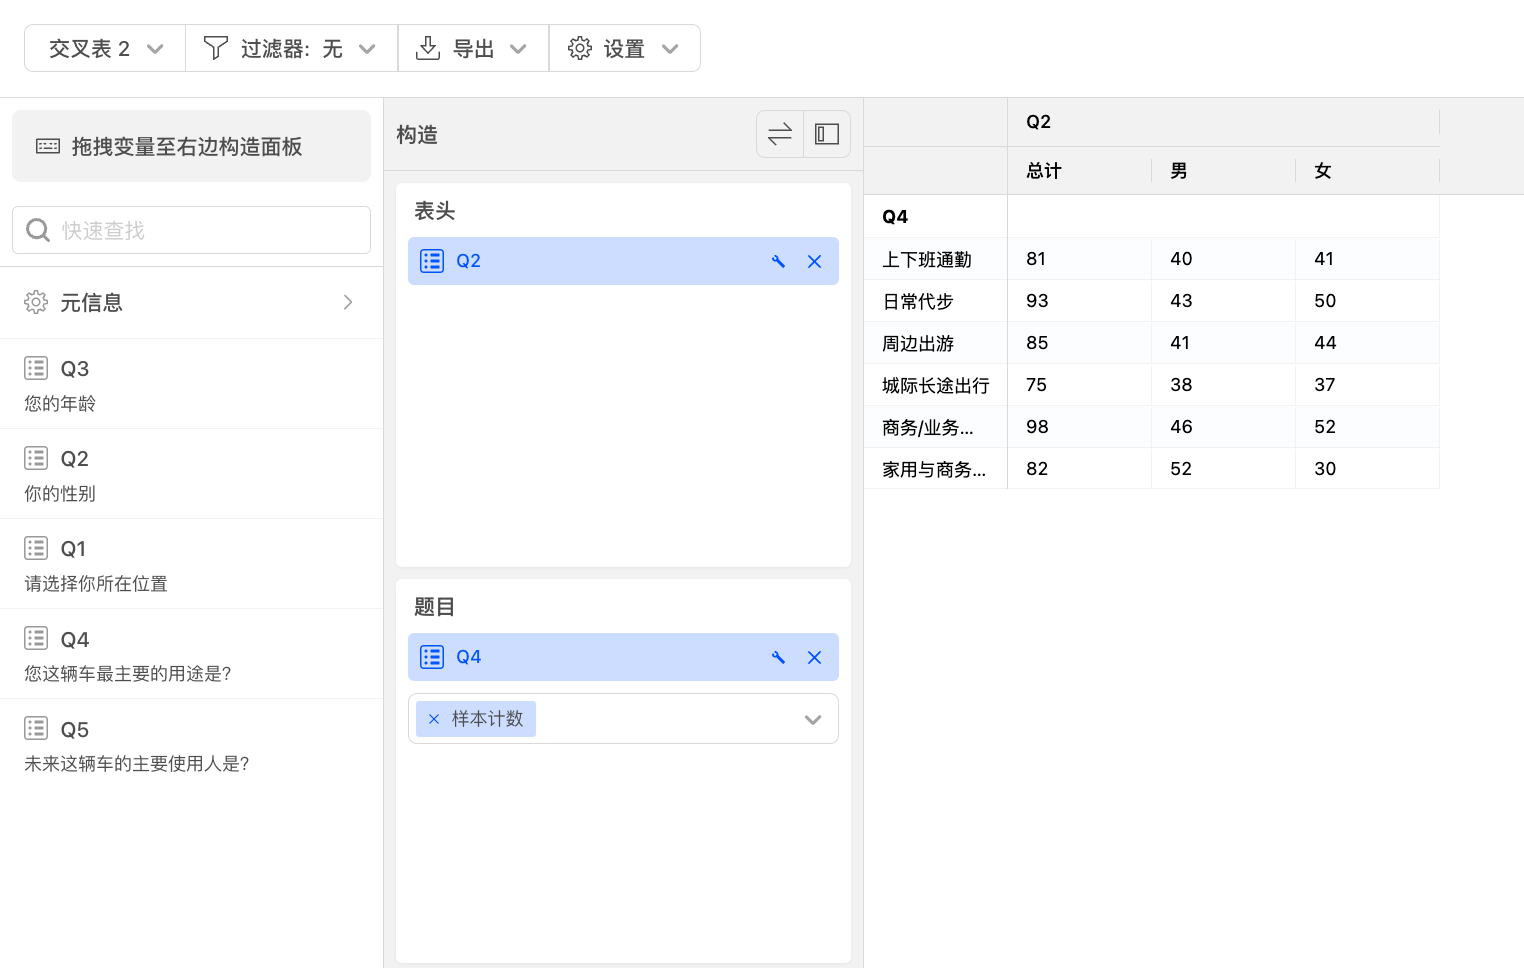 交叉表 2 过滤器: 无 导出 设置
拖拽变量至右边构造面板
快速查找
元信息
Q3
您的年龄
Q2
你的性别
Q1
请选择你所在位置
Q4
您这辆车最主要的用途是?
Q5
未来这辆车的主要使用人是?
构造
表头
Q2
题目
Q4
样本计数
Q2
总计 男 女
Q4
上下班通勤 81 40 41
日常代步 93 43 50
周边出游 85 41 44
城际长途出行 75 38 37
商务/业务... 98 46 52
家用与商务... 82 52 30